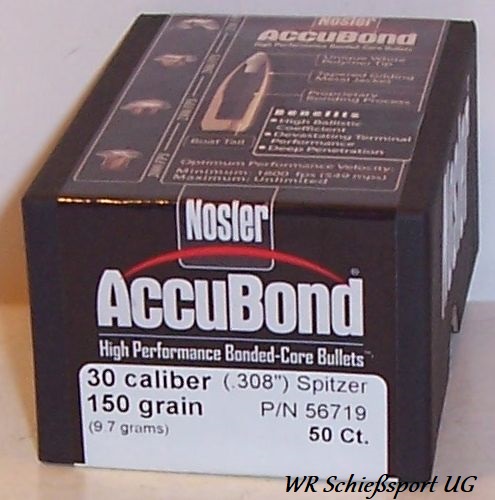 Nosler
AccuBond®
High Performance Bonded-Core Bullets
Unique White
Polymer Tip
Tapered Gilding
Metal Jacket
Proprietary
Bonding Process
Boat Tail
Benefits
• High Ballistic
Coefficient
• Devastating Terminal
Performance
• Deep Penetration
Optimum Performance Velocity:
Minimum: 1800 fps (549 mps)
Maximum: Unlimited
Nosler
AccuBond®
High Performance Bonded-Core Bullets™
30 caliber (.308") Spitzer
150 grain P/N 56719
(9.7 grams) 50 Ct.
WR Schießsport UG